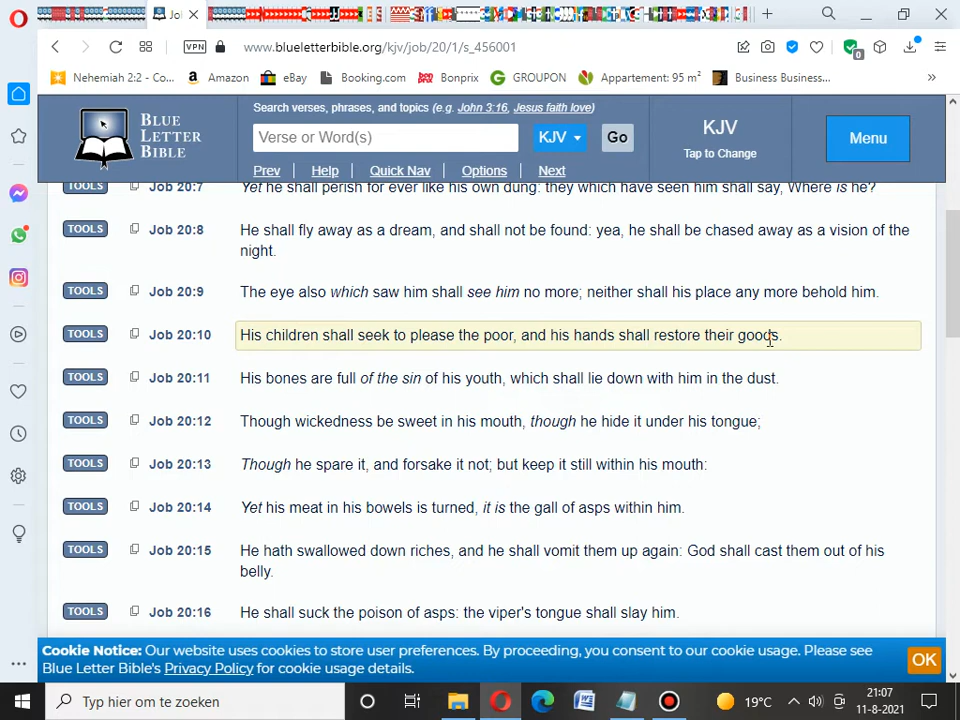 Jol
www.blueletterbible.org/kjv/job/20/1/s_456001
VPN
0
Nehemiah 2:2 - Co...
Amazon
eBay
Booking.com
Bonprix
GROUPON
Appartement: 95 m²
Business Business...
»
BLUE
LETTER
BIBLE
Search verses, phrases, and topics (e.g. John 3:16, Jesus faith love)
Verse or Word(s)
KJV
Go
Prev
Help
Quick Nav
Options
Next
KJV
Tap to Change
Menu
TOOLS Job 20:7 Yet he shall perish for ever like his own dung: they which have seen him shall say, Where is he?
TOOLS Job 20:8 He shall fly away as a dream, and shall not be found: yea, he shall be chased away as a vision of the
night.
TOOLS Job 20:9 The eye also which saw him shall see him no more; neither shall his place any more behold him.
TOOLS Job 20:10 His children shall seek to please the poor, and his hands shall restore their goods.
TOOLS Job 20:11 His bones are full of the sin of his youth, which shall lie down with him in the dust.
TOOLS Job 20:12 Though wickedness be sweet in his mouth, though he hide it under his tongue;
TOOLS Job 20:13 Though he spare it, and forsake it not; but keep it still within his mouth:
TOOLS Job 20:14 Yet his meat in his bowels is turned, it is the gall of asps within him.
TOOLS Job 20:15 He hath swallowed down riches, and he shall vomit them up again: God shall cast them out of his
belly.
TOOLS Job 20:16 He shall suck the poison of asps: the viper's tongue shall slay him.
Cookie Notice: Our website uses cookies to store user preferences. By proceeding, you consent to our cookie usage. Please see
Blue Letter Bible's Privacy Policy for cookie usage details.
OK
Typ hier om te zoeken
19°C
21:07
11-8-2021